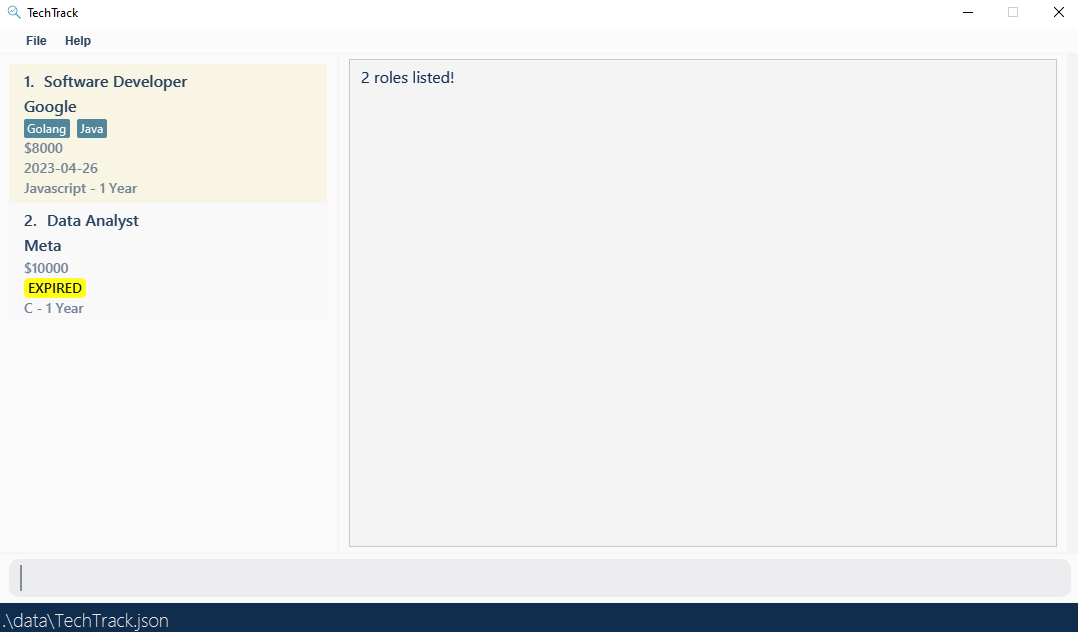 TechTrack
File Help
1. Software Developer
Google
Golang Java
$8000
2023-04-26
Javascript - 1 Year
2. Data Analyst
Meta
$10000
EXPIRED
C - 1 Year
2 roles listed!
.\data\TechTrack.json